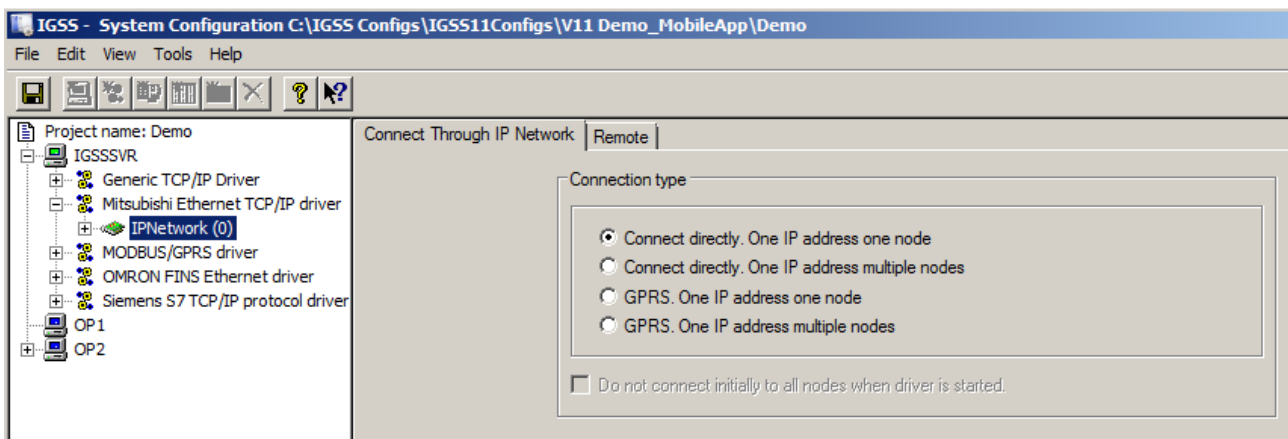 IGSS - System Configuration C:\IGSS Configs\IGSS11Configs\V11 Demo_MobileApp\Demo
File Edit View Tools Help
Project name: Demo
IGSSSVR
Generic TCP/IP Driver
Mitsubishi Ethernet TCP/IP driver
IPNetwork (0)
MODBUS/GPRS driver
OMRON FINS Ethernet driver
Siemens S7 TCP/IP protocol driver
OP1
OP2
Connect Through IP Network Remote
Connection type
Connect directly. One IP address one node
Connect directly. One IP address multiple nodes
GPRS. One IP address one node
GPRS. One IP address multiple nodes
Do not connect initially to all nodes when driver is started.